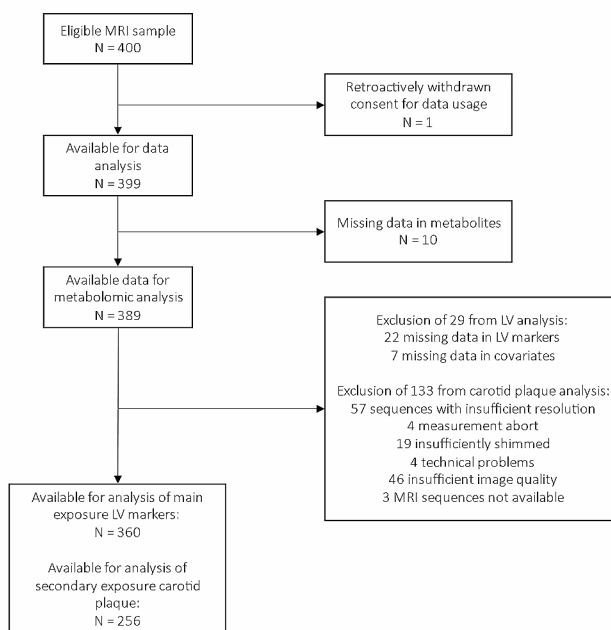 Eligible MRI sample
N = 400
Retroactively withdrawn
consent for data usage
N = 1
Available for data
analysis
N = 399
Missing data in metabolites
N = 10
Available data for
metabolomic analysis
N = 389
Exclusion of 29 from LV analysis:
22 missing data in LV markers
7 missing data in covariates
Exclusion of 133 from carotid plaque analysis:
57 sequences with insufficient resolution
4 measurement abort
19 insufficiently shimmed
4 technical problems
46 insufficient image quality
3 MRI sequences not available
Available for analysis of main
exposure LV markers:
N = 360
Available for analysis of
secondary exposure carotid
plaque:
N = 256